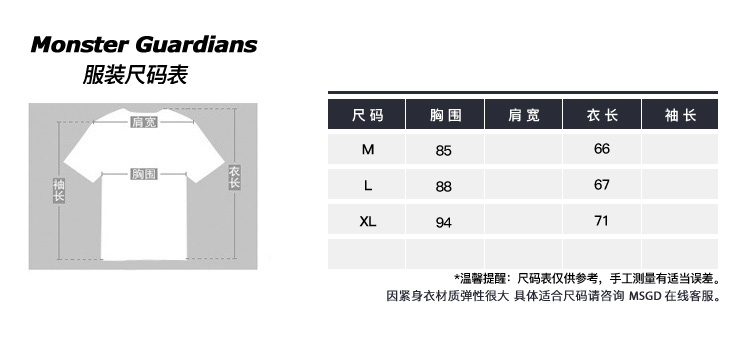 Monster Guardians
服装尺码表
肩宽
胸围
袖长
衣长
尺码 胸围 肩宽 衣长 袖长
M 85 66
L 88 67
XL 94 71
*温馨提醒：尺码表仅供参考，手工测量有适当误差。
因紧身衣材质弹性很大 具体适合尺码请咨询 MSGD 在线客服。